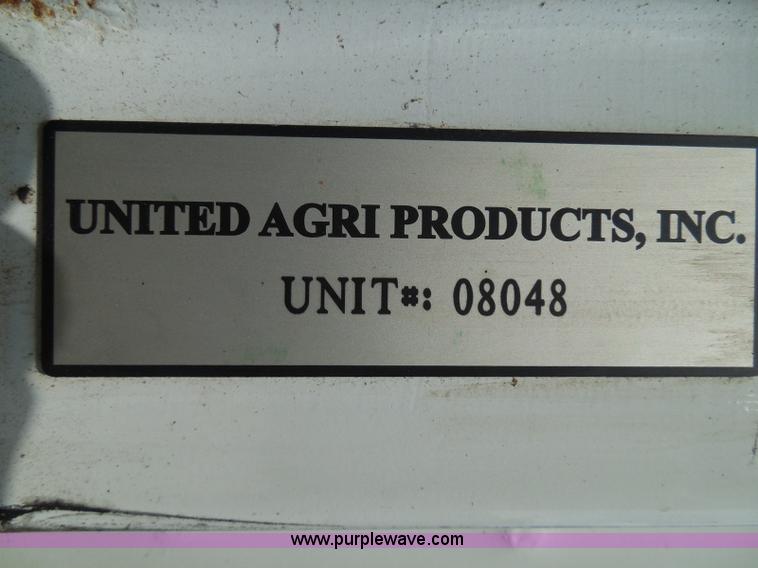 UNITED AGRI PRODUCTS, INC.
UNIT#: 08048
www.purplewave.com